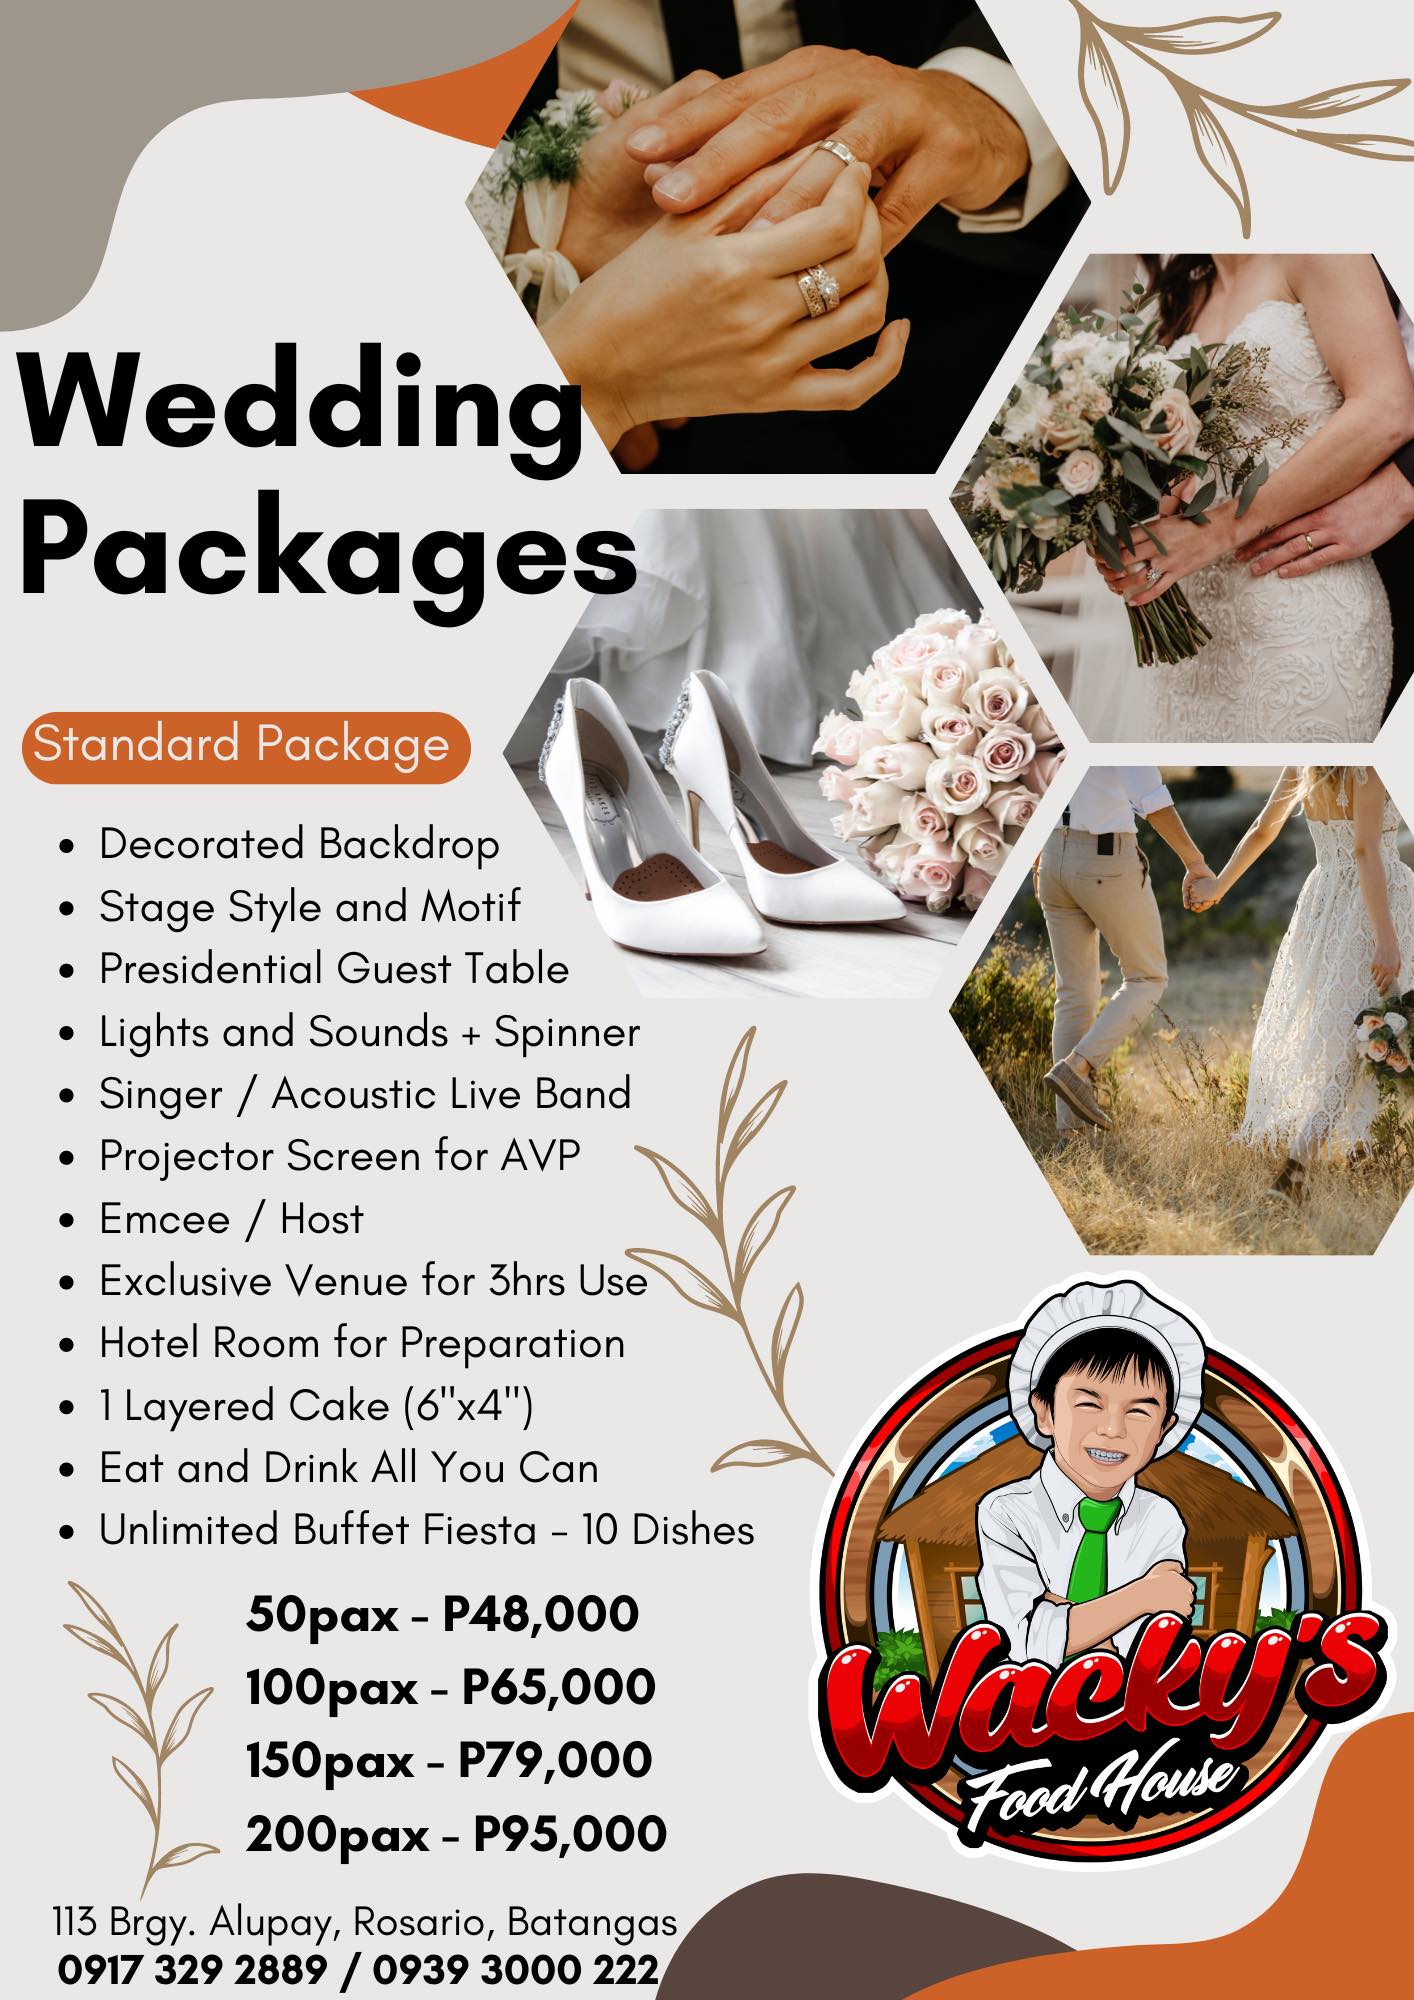 Wedding
Packages
Standard Package
• Decorated Backdrop
• Stage Style and Motif
• Presidential Guest Table
• Lights and Sounds + Spinner
• Singer / Acoustic Live Band
• Projector Screen for AVP
• Emcee / Host
• Exclusive Venue for 3hrs Use
• Hotel Room for Preparation
• 1 Layered Cake (6"x4")
• Eat and Drink All You Can
• Unlimited Buffet Fiesta - 10 Dishes
50pax - P48,000
100pax - P65,000
150pax - P79,000
200pax - P95,000
Wacky's
Food House
113 Brgy. Alupay, Rosario, Batangas
0917 329 2889 / 0939 3000 222